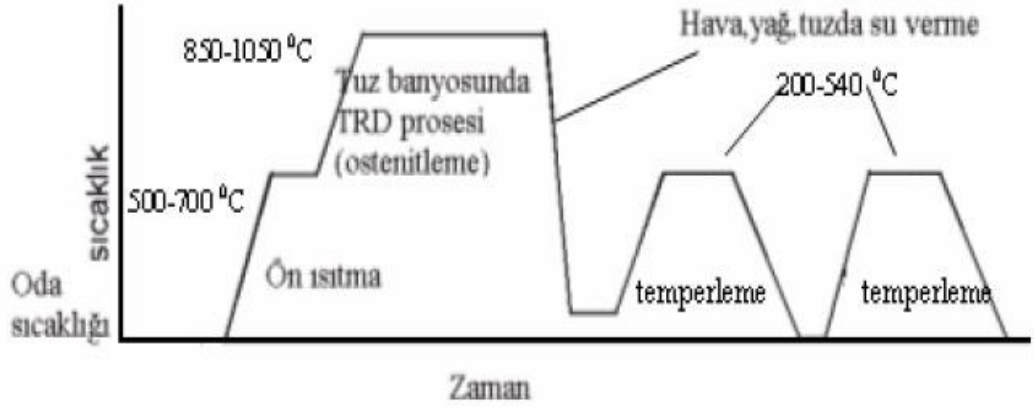 Hava,yağ,tuzda su verme
850-1050 ⁰C
Tuz banyosunda
TRD prosesi
(ostenitleme)
200-540 ⁰C
sıcaklık
500-700 ⁰C
Ön ısıtma
temperleme
temperleme
Oda
sıcaklığı
Zaman